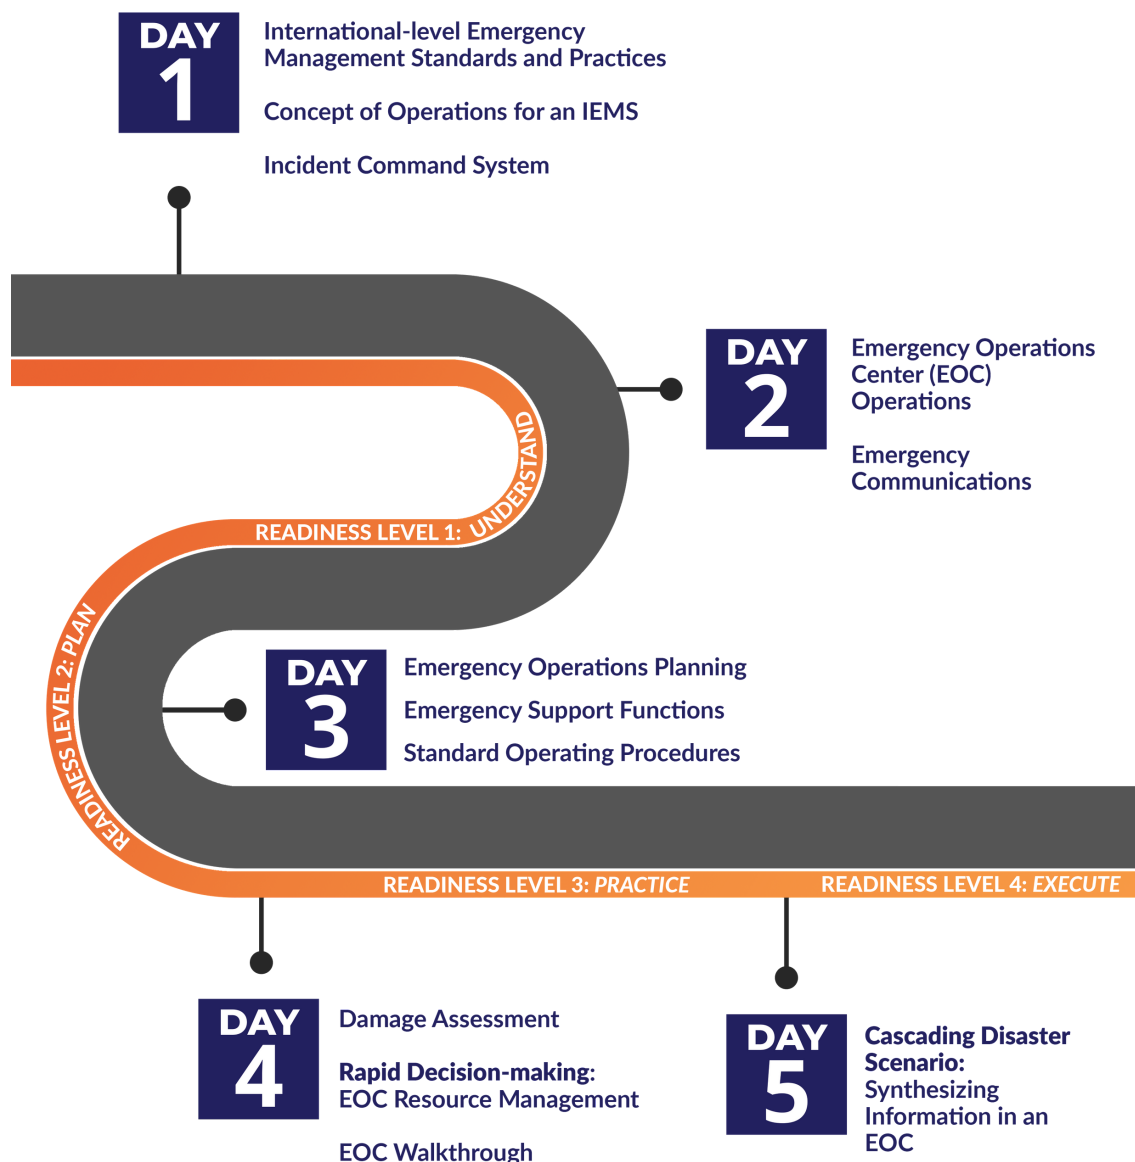 DAY
1
International-level Emergency
Management Standards and Practices
Concept of Operations for an IEMS
Incident Command System
DAY
2
Emergency Operations
Center (EOC)
Operations
Emergency
Communications
READINESS LEVEL 1: UNDERSTAND
READINESS LEVEL 2: PLAN
DAY
3
Emergency Operations Planning
Emergency Support Functions
Standard Operating Procedures
READINESS LEVEL 3: PRACTICE
READINESS LEVEL 4: EXECUTE
DAY
4
Damage Assessment
Rapid Decision-making:
EOC Resource Management
EOC Walkthrough
DAY
5
Cascading Disaster
Scenario:
Synthesizing
Information in an
EOC